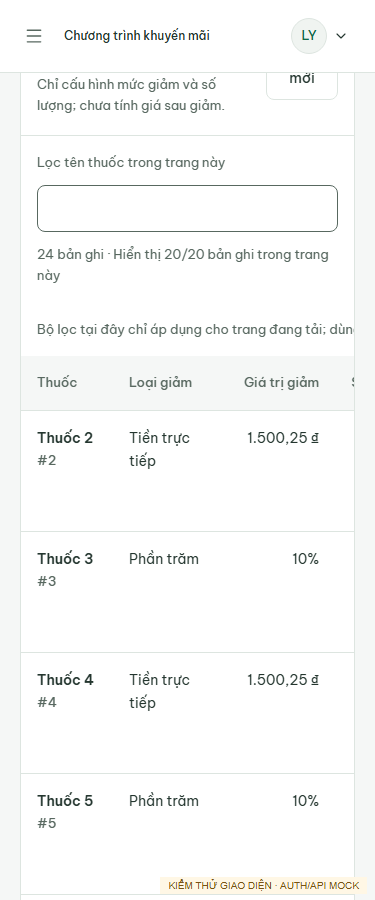 Chương trình khuyến mãi
LY
Chỉ cấu hình mức giảm và số
lượng; chưa tính giá sau giảm.
mới
Lọc tên thuốc trong trang này
24 bản ghi · Hiển thị 20/20 bản ghi trong trang
này
Bộ lọc tại đây chỉ áp dụng cho trang đang tải; dùng
Thuốc Loại giảm Giá trị giảm
Thuốc 2 Tiền trực 1.500,25 ₫
#2 tiếp
Thuốc 3 Phần trăm 10%
#3
Thuốc 4 Tiền trực 1.500,25 ₫
#4 tiếp
Thuốc 5 Phần trăm 10%
#5
KIỂM THỬ GIAO DIỆN · AUTH/API MOCK